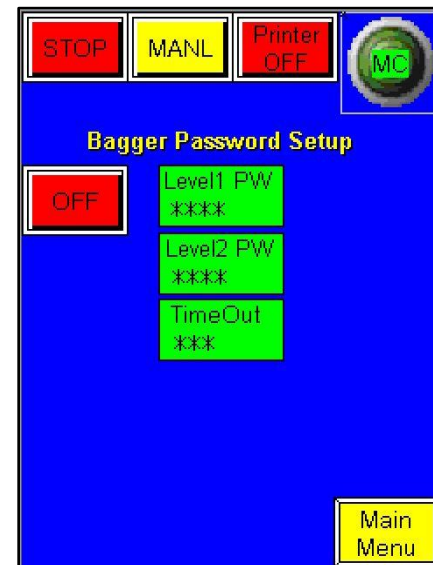 STOP
MANL
Printer
OFF
MC
Bagger Password Setup
OFF
Level1 PW
****
Level2 PW
****
TimeOut
***
Main
Menu